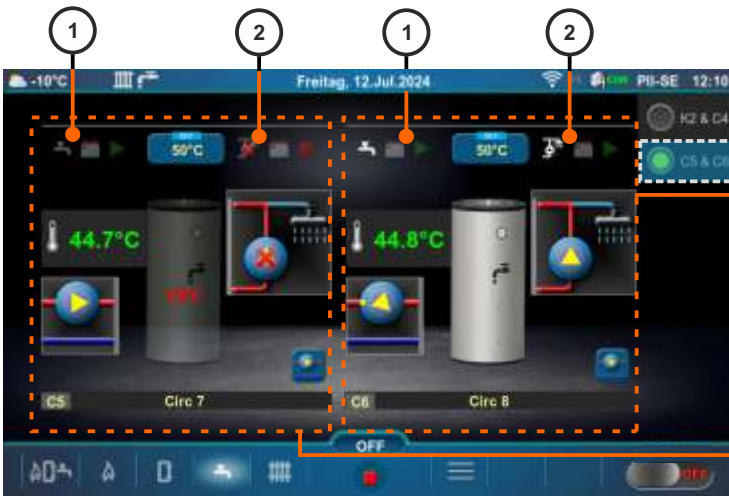 1 2 1 2
-10°C Freitag, 12.Jul.2024 PII-SE 12:10
K2 & C4
50°C 50°C
C5 & C6
44.7°C 44.8°C
C5 Circ 7 C6 Circ 8
OFF
OFF